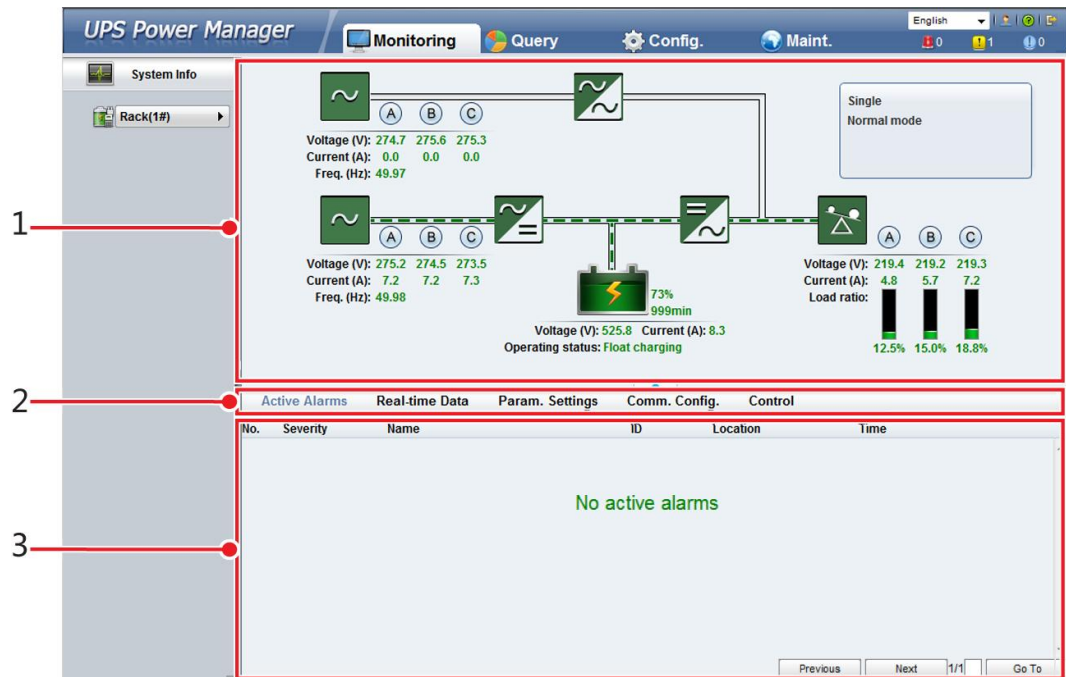 UPS Power Manager
Monitoring
Query
Config.
Maint.
English
0
1
0
System Info
Rack(1#)
1
A B C
Voltage (V): 274.7 275.6 275.3
Current (A): 0.0 0.0 0.0
Freq. (Hz): 49.97
Single
Normal mode
A B C
Voltage (V): 275.2 274.5 273.5
Current (A): 7.2 7.2 7.3
Freq. (Hz): 49.98
73%
999min
Voltage (V): 525.8 Current (A): 8.3
Operating status: Float charging
A B C
Voltage (V): 219.4 219.2 219.3
Current (A): 4.8 5.7 7.2
Load ratio:
12.5% 15.0% 18.8%
2
Active Alarms Real-time Data Param. Settings Comm. Config. Control
3
No. Severity Name ID Location Time
No active alarms
Previous Next 1/1 Go To